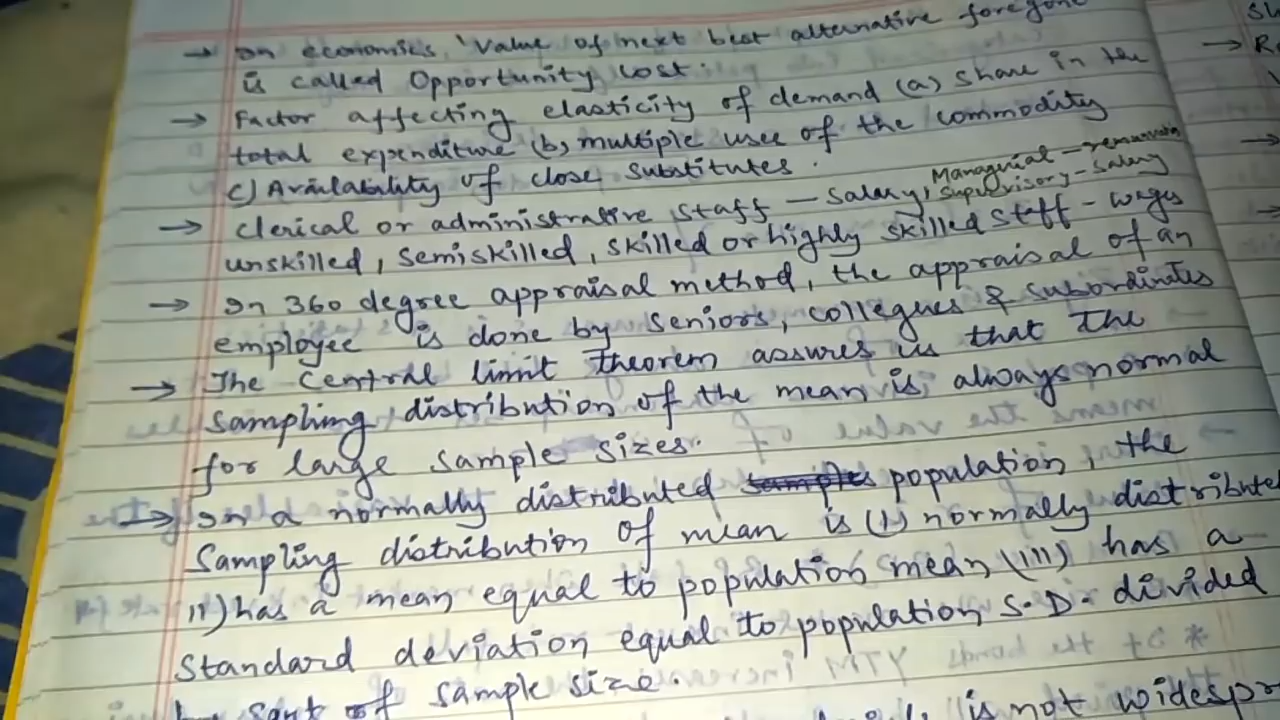 → In economics, value of next best alternative foregone
is called Opportunity cost.
→ Factor affecting elasticity of demand (a) share in the
total expenditure (b) multiple uses of the commodity
c) Availability of close substitutes.
→ Clerical or administrative staff – salary, Managerial – remuneration
Supervisory – salary
unskilled, semiskilled, skilled or highly skilled staff – wages
→ In 360 degree appraisal method, the appraisal of an
employee is done by seniors, collegues & subordinates
→ The Central limit theorem assures us that the
sampling distribution of the mean is always normal
for large sample sizes.
→ In a normally distributed population, the
Sampling distribution of mean is (1) normally distributed
11) has a mean equal to population mean (111) has a
Standard deviation equal to population S.D. divided
by sqrt of sample size.
is not widespr